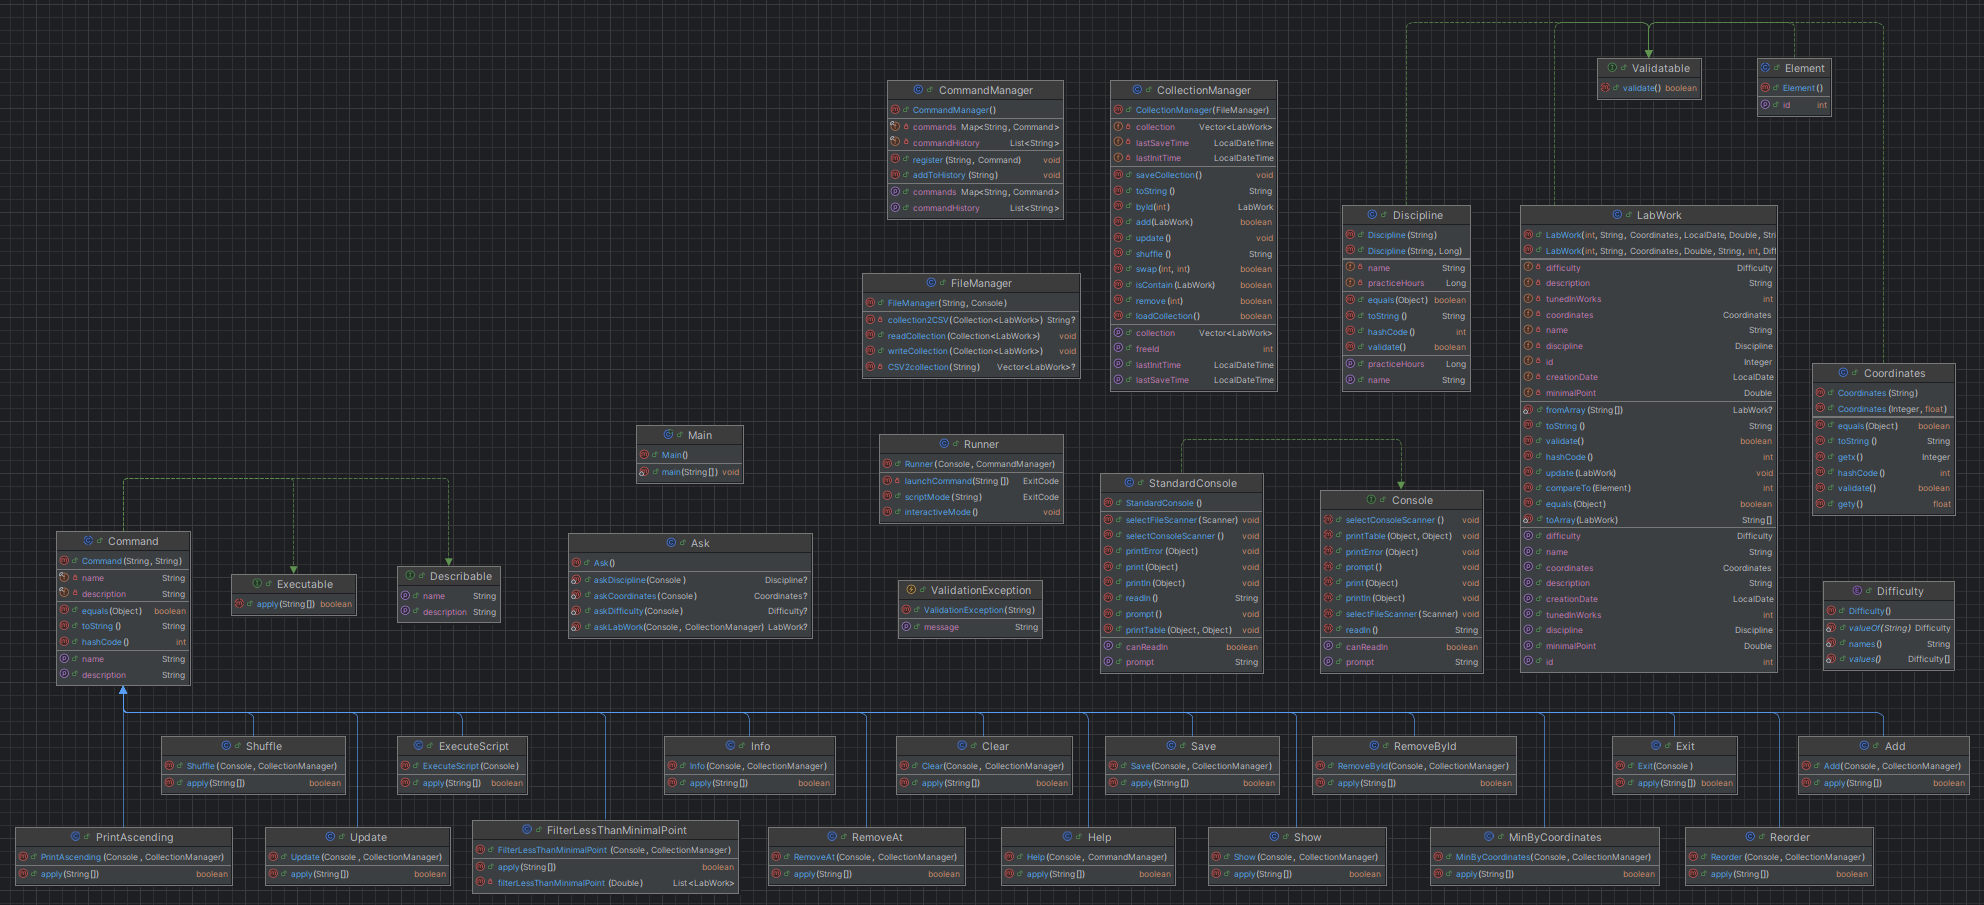 Validatable
validate() boolean
Element
Element()
id int
CommandManager
CommandManager()
commands Map<String, Command>
commandHistory List<String>
register(String, Command) void
addToHistory(String) void
commands Map<String, Command>
commandHistory List<String>
CollectionManager
CollectionManager(FileManager)
collection Vector<LabWork>
lastSaveTime LocalDateTime
lastInitTime LocalDateTime
saveCollection() void
toString() String
byId(int) LabWork
add(LabWork) boolean
update() void
shuffle() String
swap(int, int) boolean
isContain(LabWork) boolean
remove(int) boolean
loadCollection() boolean
collection Vector<LabWork>
freeId int
lastInitTime LocalDateTime
lastSaveTime LocalDateTime
Discipline
Discipline(String)
Discipline(String, Long)
name String
practiceHours Long
equals(Object) boolean
toString() String
hashCode() int
validate() boolean
practiceHours Long
name String
LabWork
LabWork(int, String, Coordinates, LocalDate, Double, Stri
LabWork(int, String, Coordinates, Double, String, int, Diff
difficulty Difficulty
description String
tunedInWorks int
coordinates Coordinates
name String
discipline Discipline
id Integer
creationDate LocalDate
minimalPoint Double
fromArray(String[]) LabWork?
toString() String
validate() boolean
hashCode() int
update(LabWork) void
compareTo(Element) int
equals(Object) boolean
toArray(LabWork) String[]
difficulty Difficulty
name String
coordinates Coordinates
description String
creationDate LocalDate
tunedInWorks int
discipline Discipline
minimalPoint Double
id int
FileManager
FileManager(String, Console)
collection2CSV(Collection<LabWork>) String?
readCollection(Collection<LabWork>) void
writeCollection(Collection<LabWork>) void
CSV2collection(String) Vector<LabWork>?
Coordinates
Coordinates(String)
Coordinates(Integer, float)
equals(Object) boolean
toString() String
getx() Integer
hashCode() int
validate() boolean
gety() float
Main
Main()
main(String[]) void
Runner
Runner(Console, CommandManager)
launchCommand(String[]) ExitCode
scriptMode(String) ExitCode
interactiveMode() void
StandardConsole
StandardConsole()
selectFileScanner(Scanner) void
selectConsoleScanner() void
printError(Object) void
print(Object) void
println(Object) void
readln() String
prompt() void
printTable(Object, Object) void
canReadln boolean
prompt String
Console
selectConsoleScanner() void
printTable(Object, Object) void
printError(Object) void
prompt() void
print(Object) void
println(Object) void
selectFileScanner(Scanner) void
readln() String
canReadln boolean
prompt String
Command
Command(String, String)
name String
description String
equals(Object) boolean
toString() String
hashCode() int
name String
description String
Executable
apply(String[]) boolean
Describable
name String
description String
Ask
Ask()
askDiscipline(Console) Discipline?
askCoordinates(Console) Coordinates?
askDifficulty(Console) Difficulty?
askLabWork(Console, CollectionManager) LabWork?
ValidationException
ValidationException(String)
message String
Difficulty
Difficulty()
valueOf(String) Difficulty
names() String
values() Difficulty[]
Shuffle
Shuffle(Console, CollectionManager)
apply(String[]) boolean
ExecuteScript
ExecuteScript(Console)
apply(String[]) boolean
Info
Info(Console, CollectionManager)
apply(String[]) boolean
Clear
Clear(Console, CollectionManager)
apply(String[]) boolean
Save
Save(Console, CollectionManager)
apply(String[]) boolean
RemoveById
RemoveById(Console, CollectionManager)
apply(String[]) boolean
Exit
Exit(Console)
apply(String[]) boolean
Add
Add(Console, CollectionManager)
apply(String[]) boolean
PrintAscending
PrintAscending(Console, CollectionManager)
apply(String[]) boolean
Update
Update(Console, CollectionManager)
apply(String[]) boolean
FilterLessThanMinimalPoint
FilterLessThanMinimalPoint(Console, CollectionManager)
apply(String[]) boolean
filterLessThanMinimalPoint(Double) List<LabWork>
RemoveAt
RemoveAt(Console, CollectionManager)
apply(String[]) boolean
Help
Help(Console, CommandManager)
apply(String[]) boolean
Show
Show(Console, CollectionManager)
apply(String[]) boolean
MinByCoordinates
MinByCoordinates(Console, CollectionManager)
apply(String[]) boolean
Reorder
Reorder(Console, CollectionManager)
apply(String[]) boolean